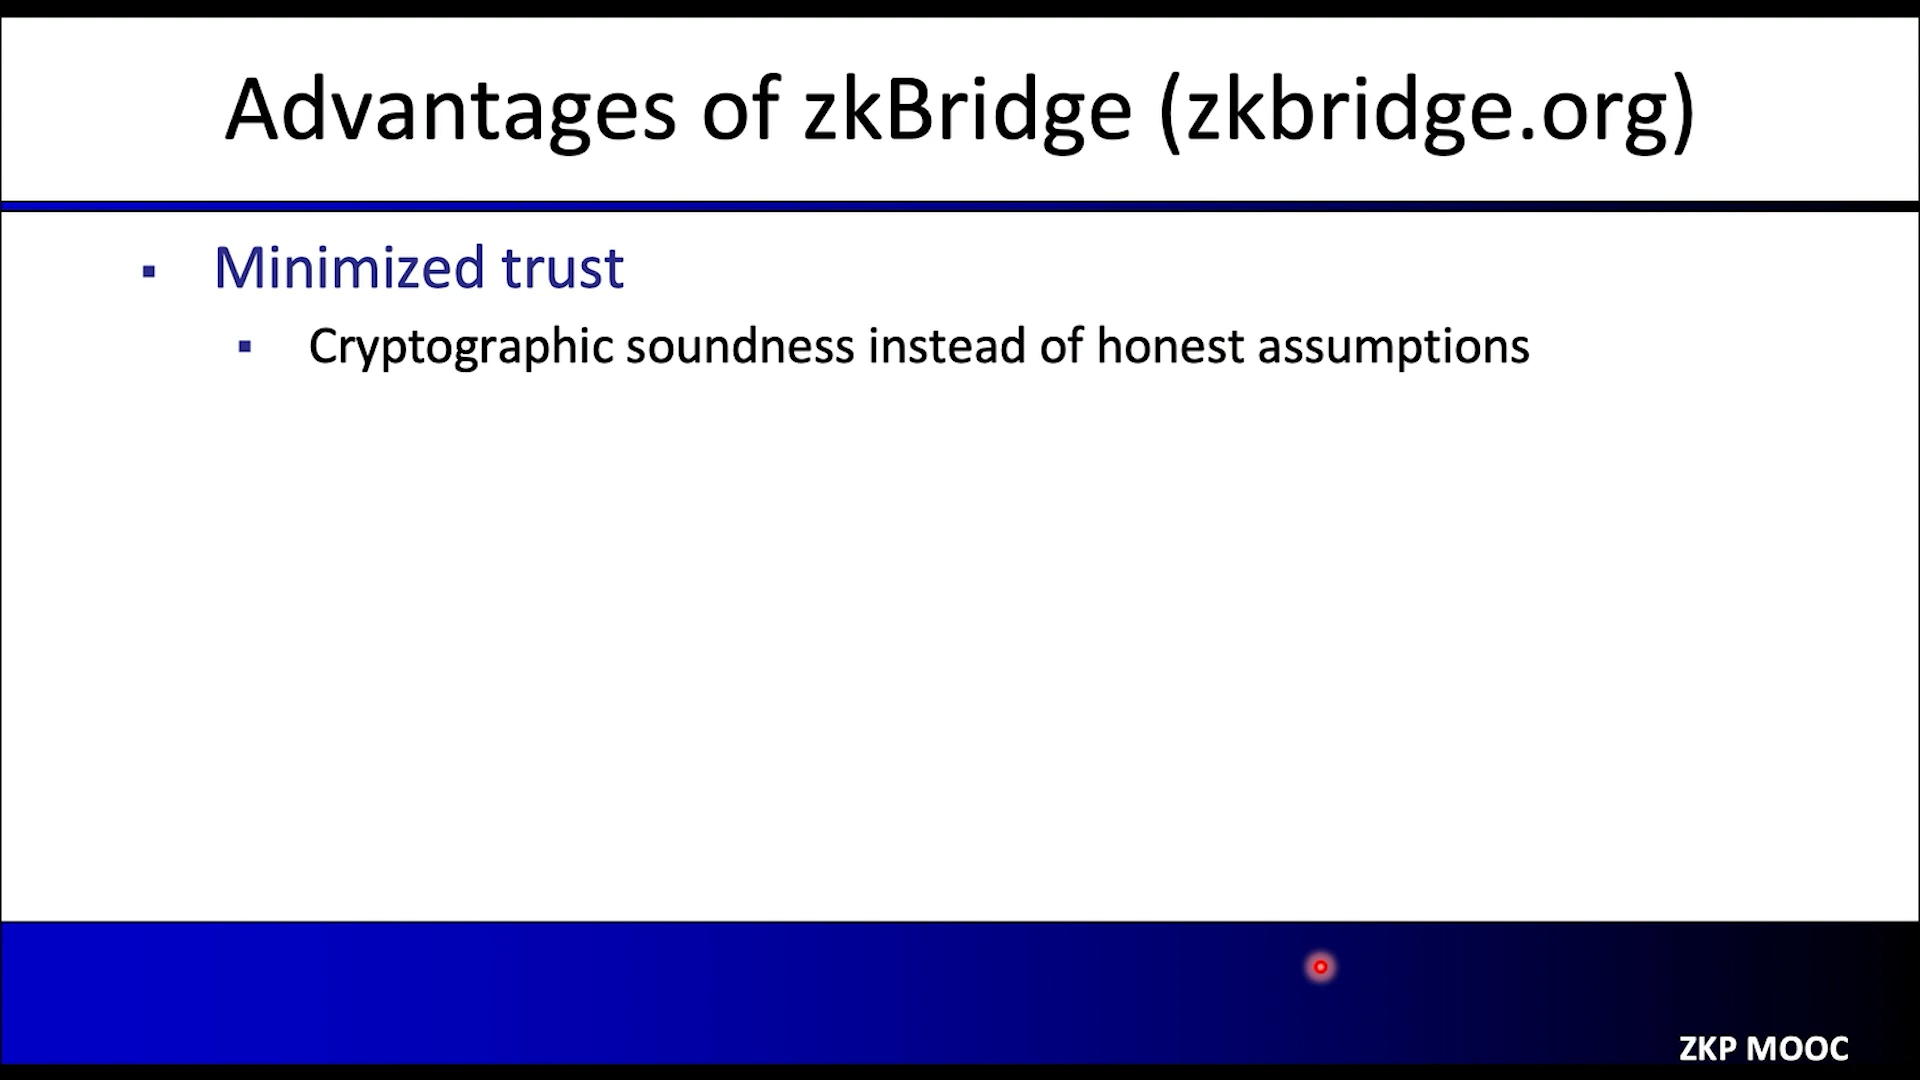 Advantages of zkBridge (zkbridge.org)
▪ Minimized trust
▪ Cryptographic soundness instead of honest assumptions
ZKP MOOC